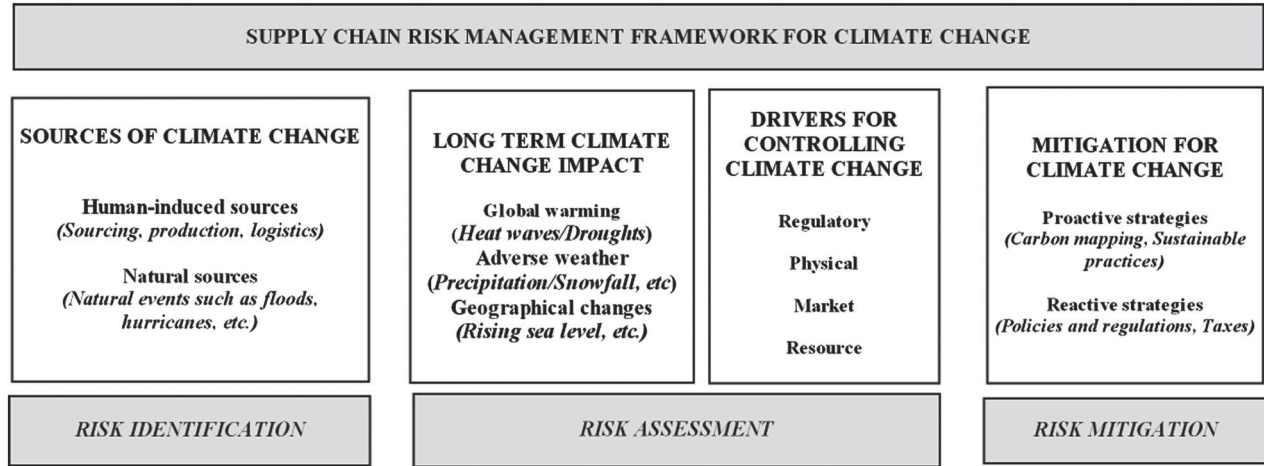 SUPPLY CHAIN RISK MANAGEMENT FRAMEWORK FOR CLIMATE CHANGE
SOURCES OF CLIMATE CHANGE
Human-induced sources
(Sourcing, production, logistics)
Natural sources
(Natural events such as floods,
hurricanes, etc.)
LONG TERM CLIMATE
CHANGE IMPACT
Global warming
(Heat waves/Droughts)
Adverse weather
(Precipitation/Snowfall, etc)
Geographical changes
(Rising sea level, etc.)
DRIVERS FOR
CONTROLLING
CLIMATE CHANGE
Regulatory
Physical
Market
Resource
MITIGATION FOR
CLIMATE CHANGE
Proactive strategies
(Carbon mapping, Sustainable
practices)
Reactive strategies
(Policies and regulations, Taxes)
RISK IDENTIFICATION
RISK ASSESSMENT
RISK MITIGATION